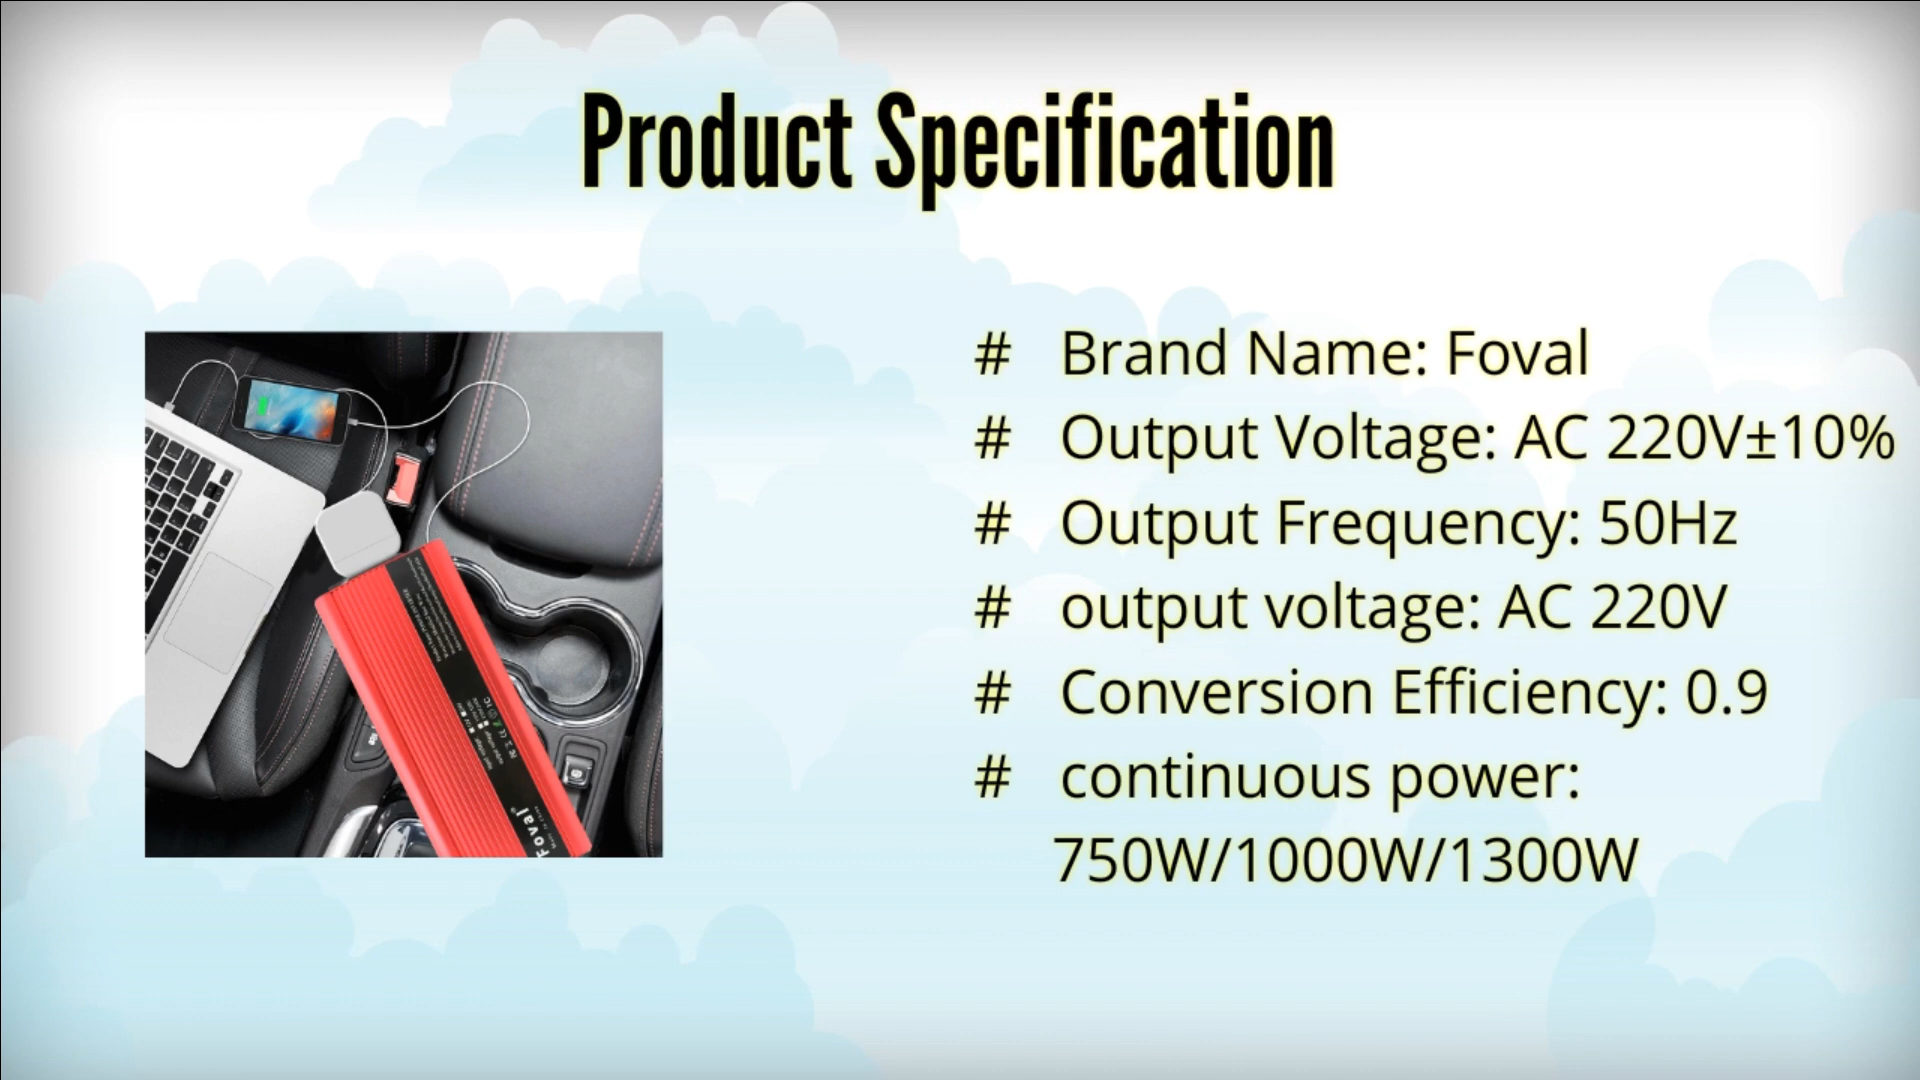 Product Specification
# Brand Name: Foval
# Output Voltage: AC 220V±10%
# Output Frequency: 50Hz
# output voltage: AC 220V
# Conversion Efficiency: 0.9
# continuous power:
750W/1000W/1300W
Foval